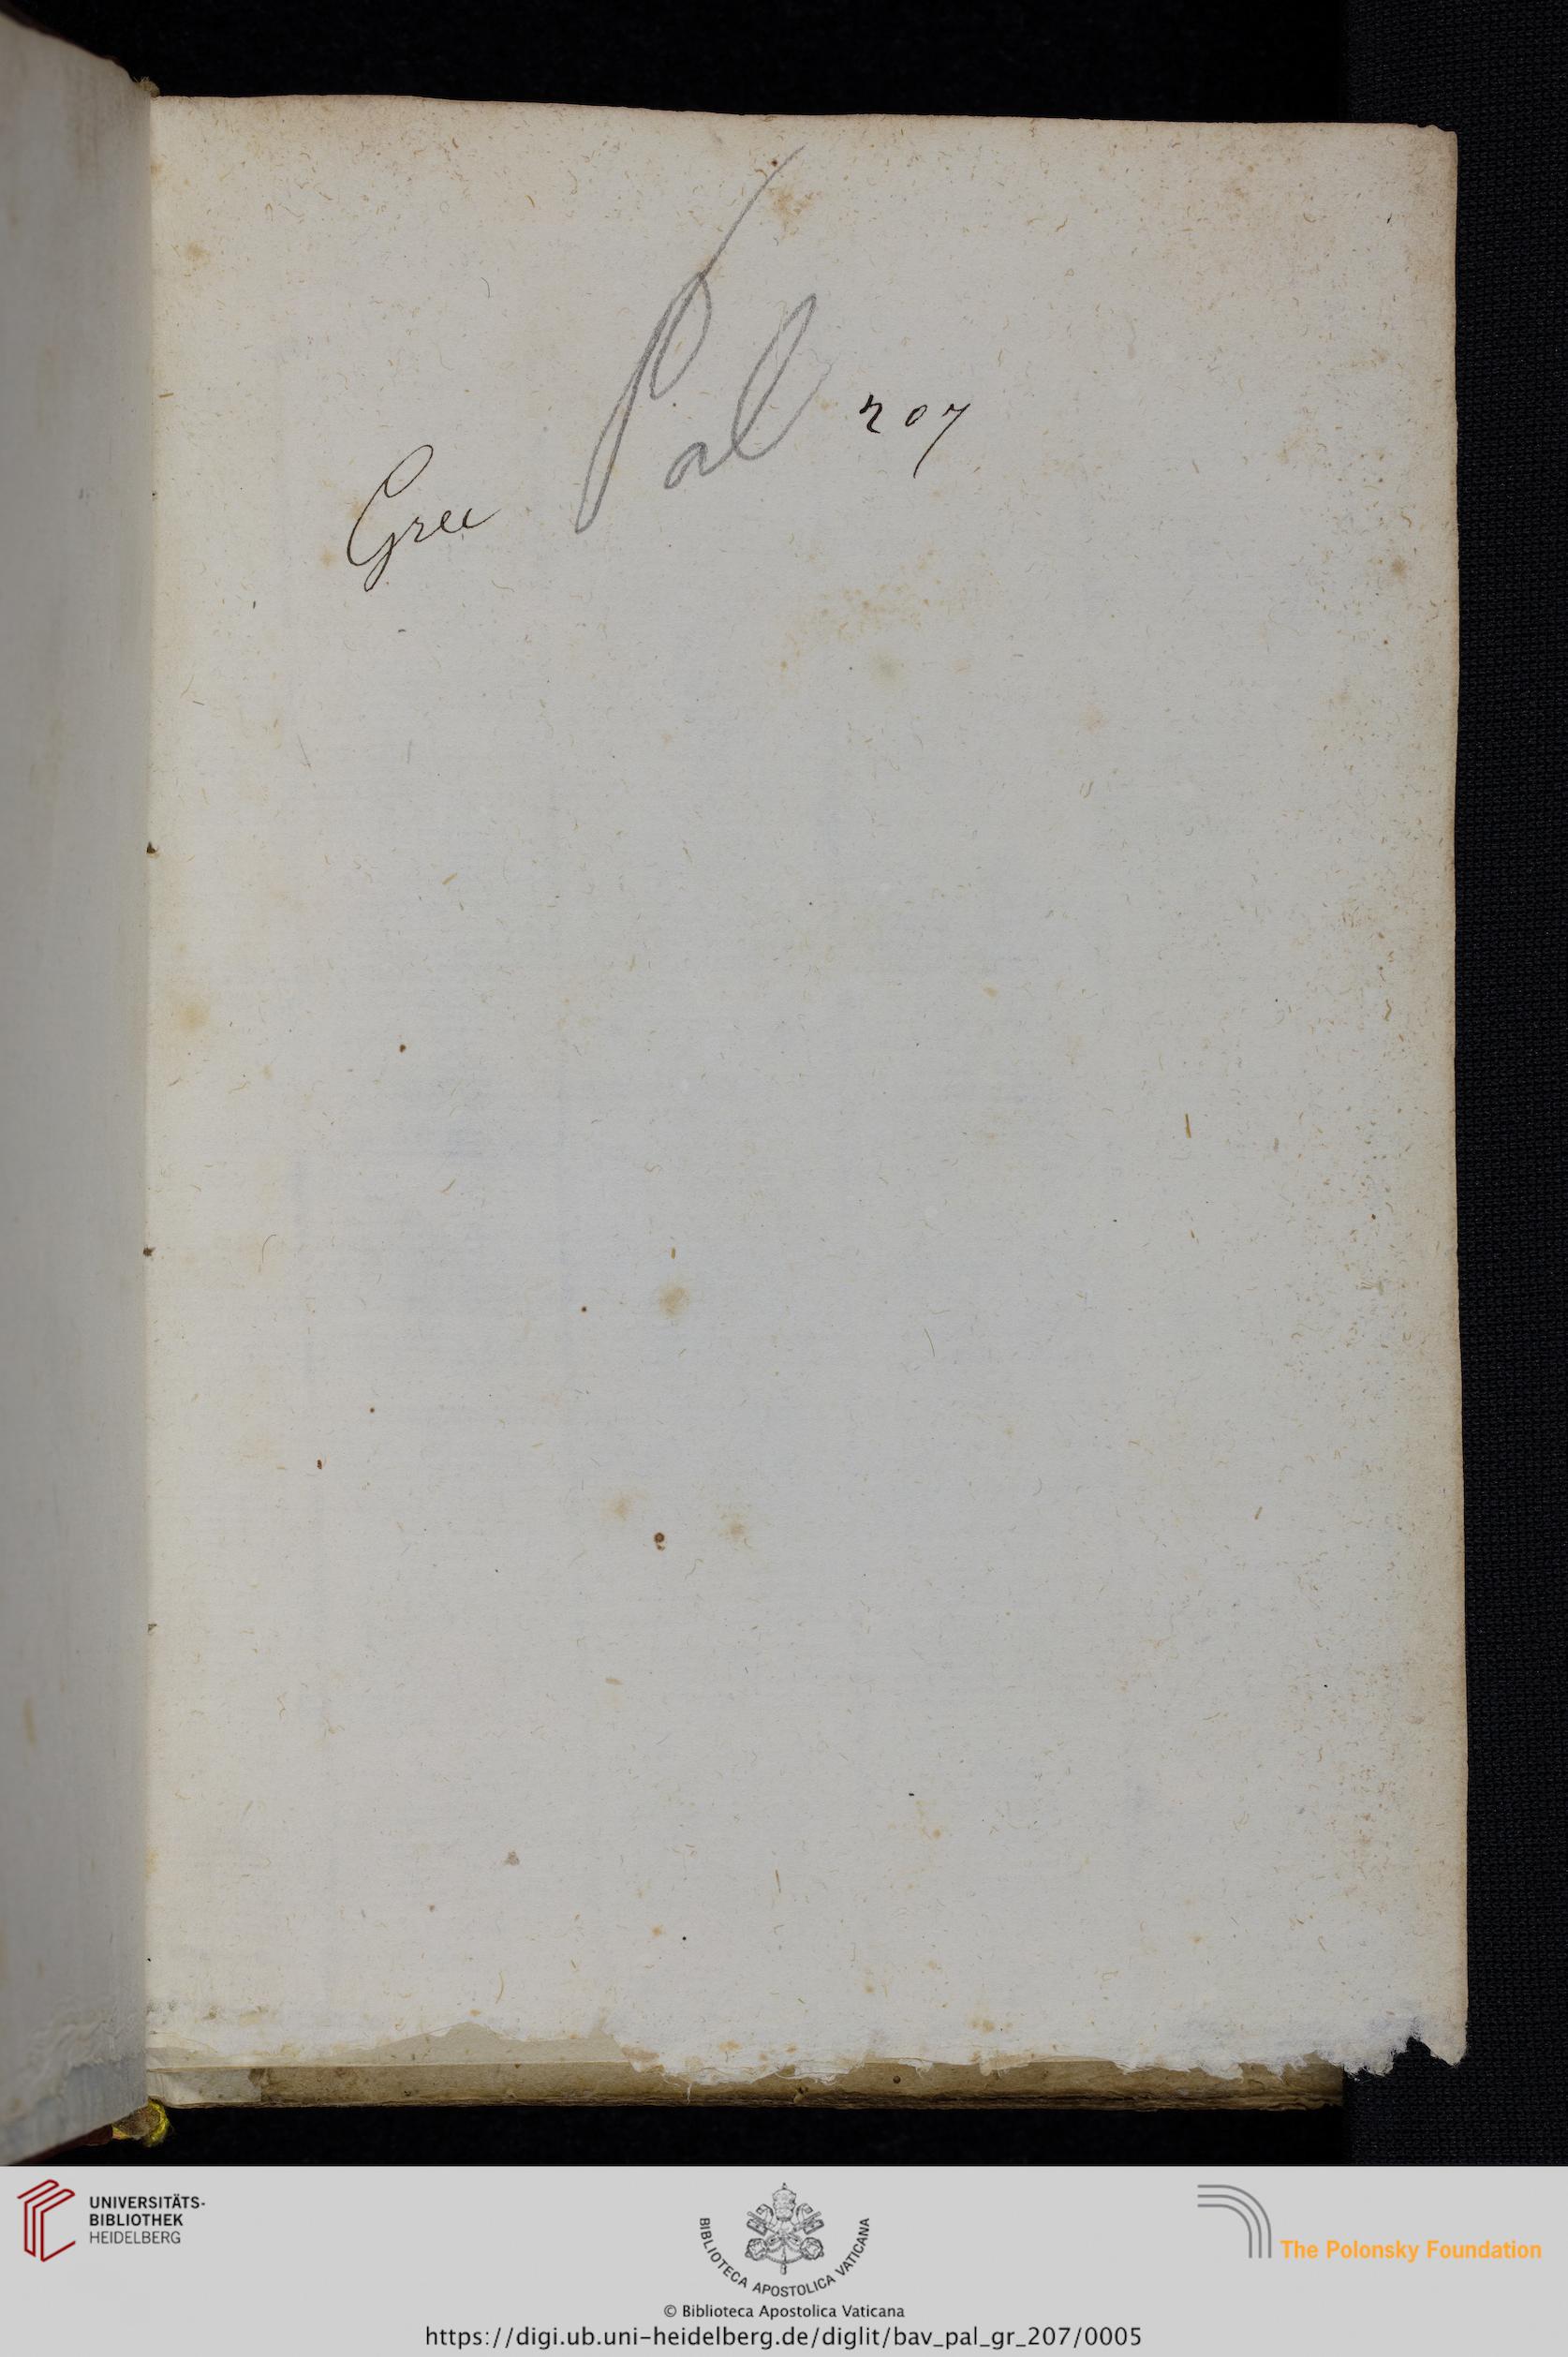 Pal 207
Grec
UNIVERSITÄTS-
BIBLIOTHEK
HEIDELBERG
BIBLIOTECA APOSTOLICA VATICANA
The Polonsky Foundation
© Biblioteca Apostolica Vaticana
https://digi.ub.uni-heidelberg.de/diglit/bav_pal_gr_207/0005